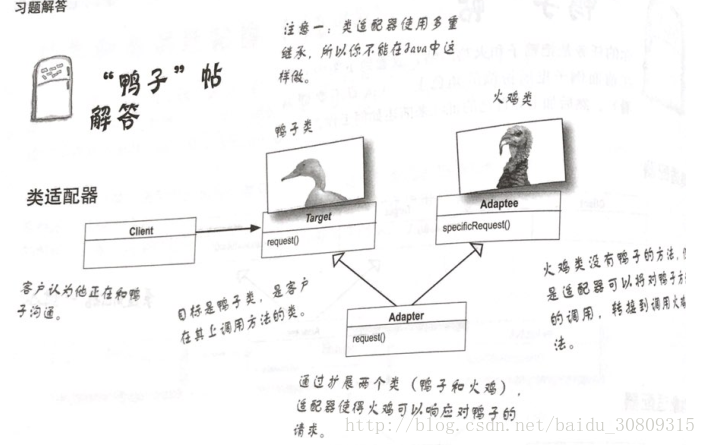 习题解答
注意一：类适配器使用多重
继承，所以你不能在Java中这
样做。
“鸭子”帖
解答
鸭子类
火鸡类
类适配器
Client
Target
request()
Adaptee
specificRequest()
客户认为他正在和鸭
子沟通。
目标是鸭子类，是客户
在其上调用方法的类。
火鸡类没有鸭子的方法，
是适配器可以将对鸭子方
的调用，转接到调用火
法。
Adapter
request()
通过扩展两个类（鸭子和火鸡），
适配器使得火鸡可以响应对鸭子的
请求。
http://blog.csdn.net/baidu_30809315